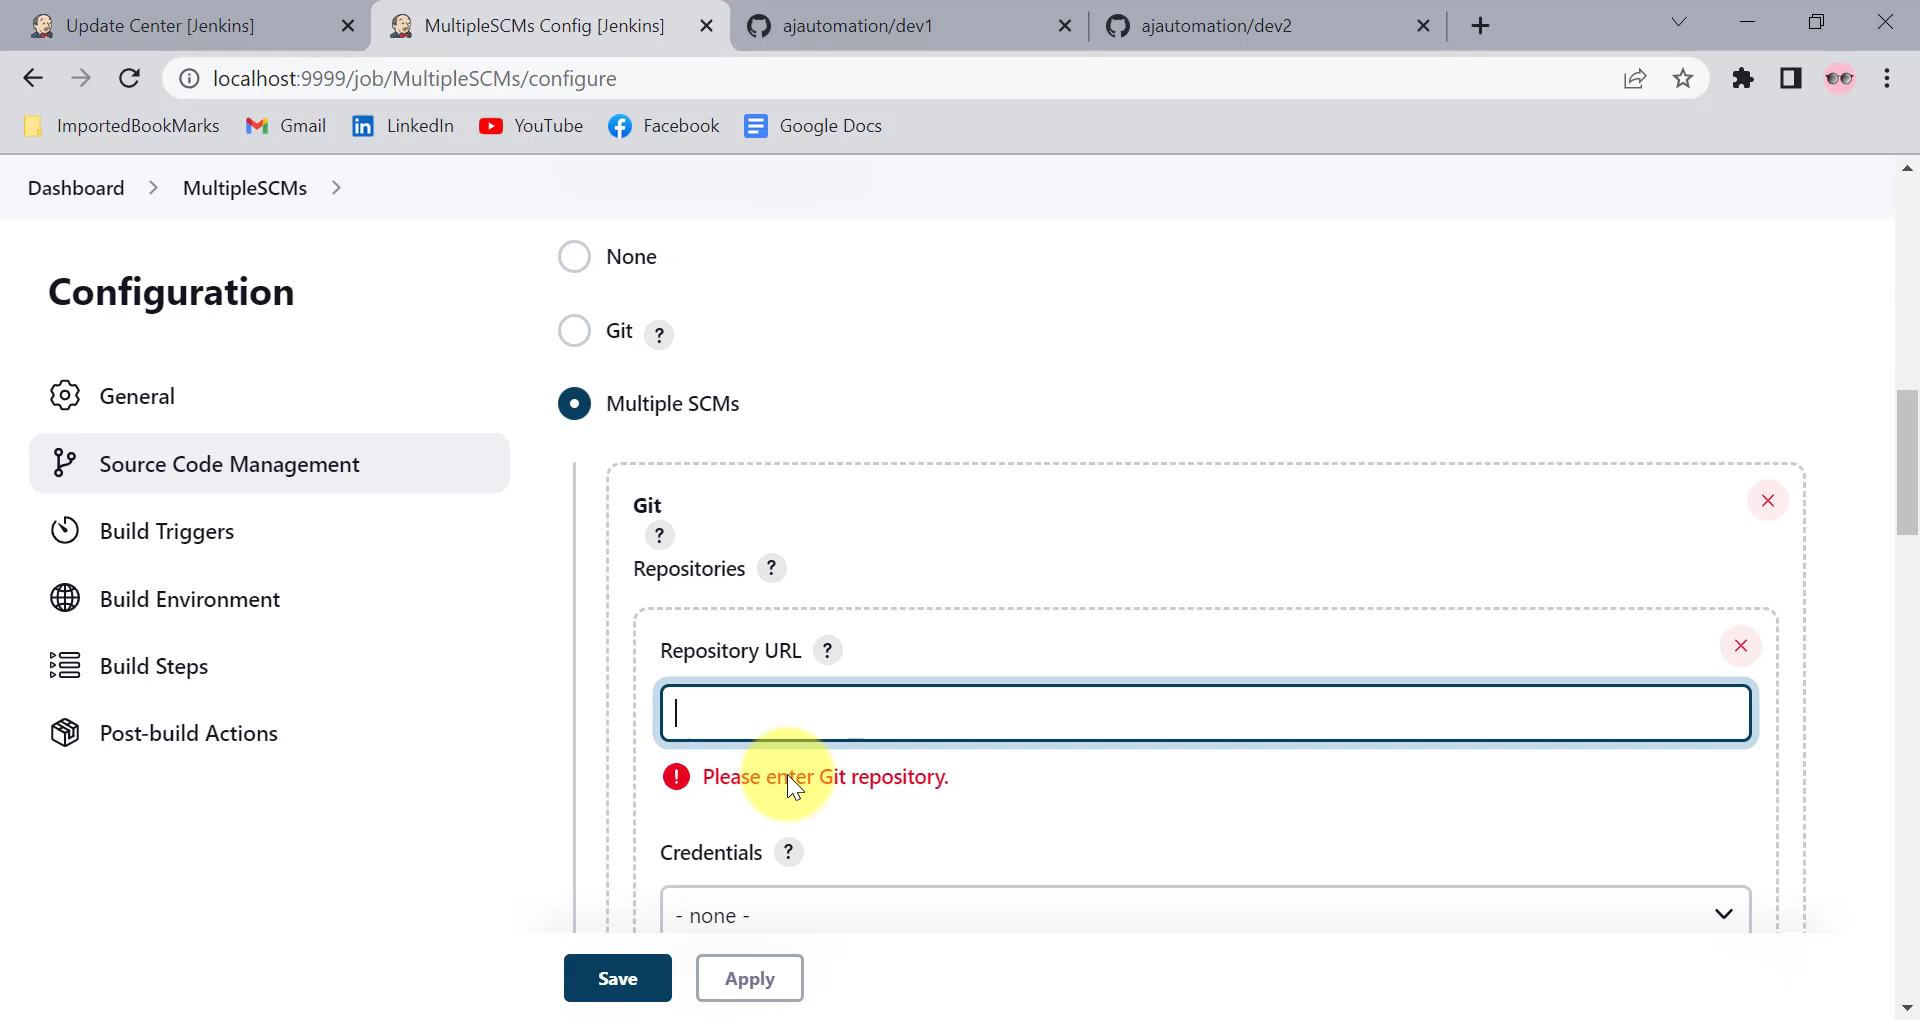 Update Center [Jenkins]
MultipleSCMs Config [Jenkins]
ajautomation/dev1
ajautomation/dev2
localhost:9999/job/MultipleSCMs/configure
ImportedBookMarks
Gmail
LinkedIn
YouTube
Facebook
Google Docs
Dashboard
MultipleSCMs
Configuration
General
Source Code Management
Build Triggers
Build Environment
Build Steps
Post-build Actions
None
Git ?
Multiple SCMs
Git
?
Repositories ?
Repository URL ?
Please enter Git repository.
Credentials ?
- none -
Save
Apply